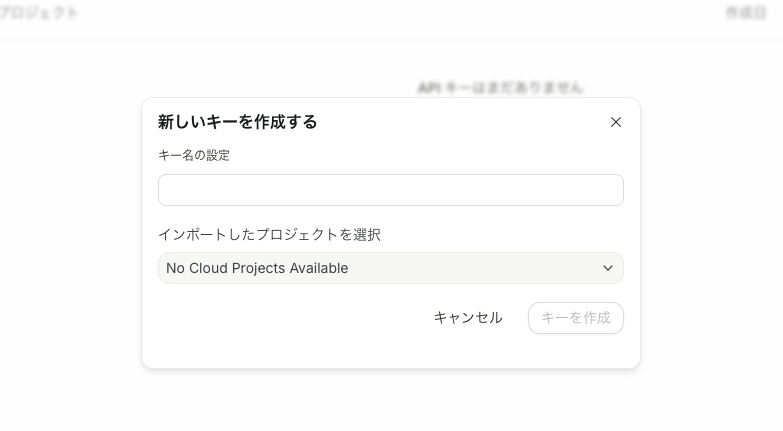 プロジェクト
作成日
API キーはまだありません
新しいキーを作成する
キー名の設定
インポートしたプロジェクトを選択
No Cloud Projects Available
キャンセル
キーを作成